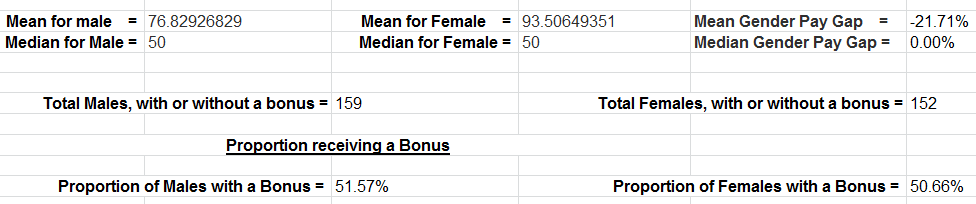 Mean for male = 76.82926829 Mean for Female = 93.50649351 Mean Gender Pay Gap = -21.71%
Median for Male = 50 Median for Female = 50 Median Gender Pay Gap = 0.00%
Total Males, with or without a bonus = 159 Total Females, with or without a bonus = 152
Proportion receiving a Bonus
Proportion of Males with a Bonus = 51.57% Proportion of Females with a Bonus = 50.66%